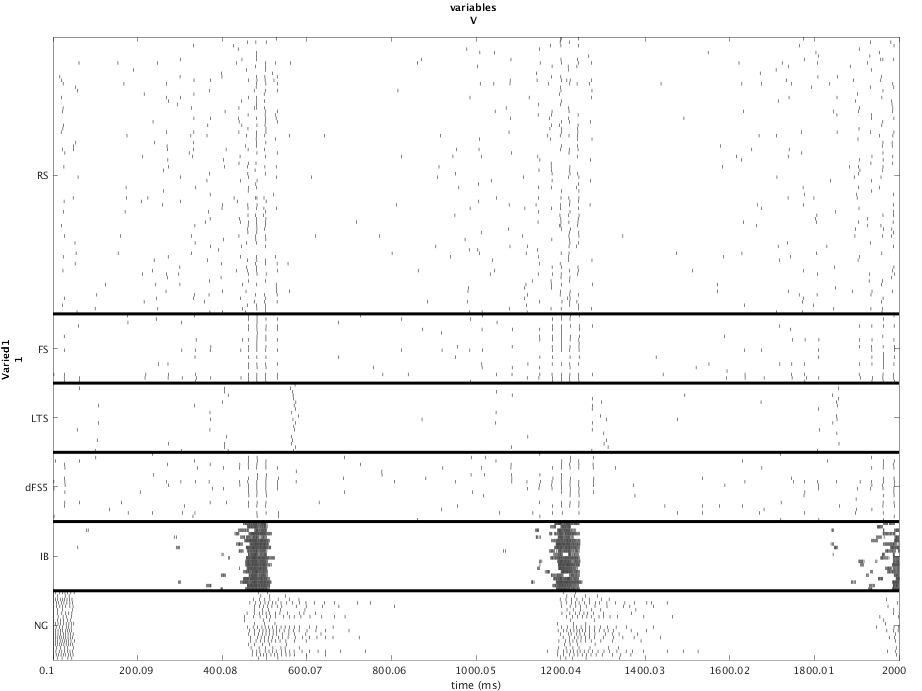 variables
V
RS
FS
Varied1
1
LTS
dFS5
IB
NG
0.1 200.09 400.08 600.07 800.06 1000.05 1200.04 1400.03 1600.02 1800.01 2000
time (ms)